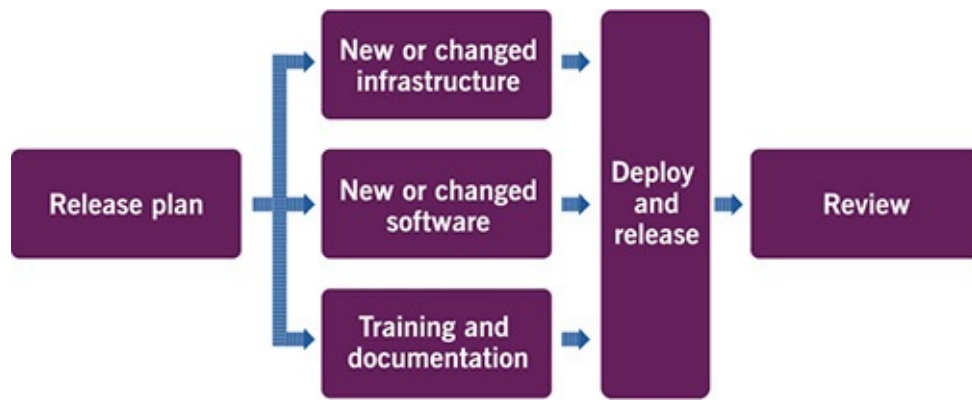 Release plan
New or changed
infrastructure
New or changed
software
Training and
documentation
Deploy
and
release
Review